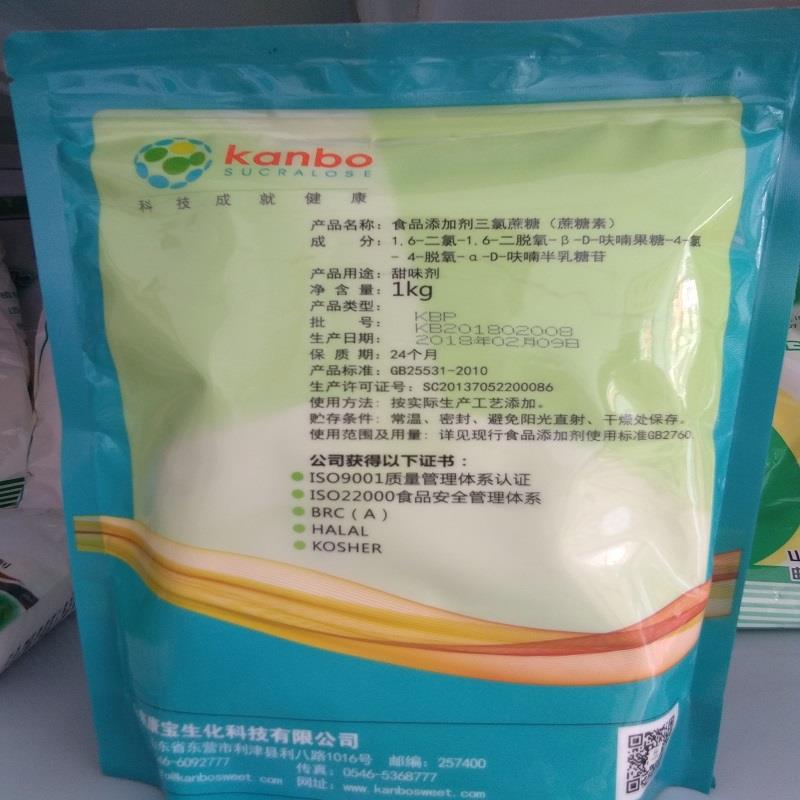 kanbo
SUCRALOSE
科技成就健康
产品名称：食品添加剂三氯蔗糖（蔗糖素）
成 分：1,6-二氯-1,6-二脱氧-β-D-呋喃果糖-4-氯
- 4-脱氧-α-D-呋喃半乳糖苷
产品用途：甜味剂
净 含 量：1kg
产品类型：KBP
批 号：KB201802008
生产日期：2018年02月09日
保 质 期：24个月
产品标准：GB25531-2010
生产许可证号：SC20137052200086
使用方法：按实际生产工艺添加。
贮存条件：常温、密封、避免阳光直射、干燥处保存。
使用范围及用量：详见现行食品添加剂使用标准GB2760.
公司获得以下证书：
ISO9001质量管理体系认证
ISO22000食品安全管理体系
BRC（A）
HALAL
KOSHER
康宝生化科技有限公司
东省东营市利津县利八路1016号 邮编：257400
46-6092777 传真：0546-5368777
@kanbosweet.com 网址：www.kanbosweet.com